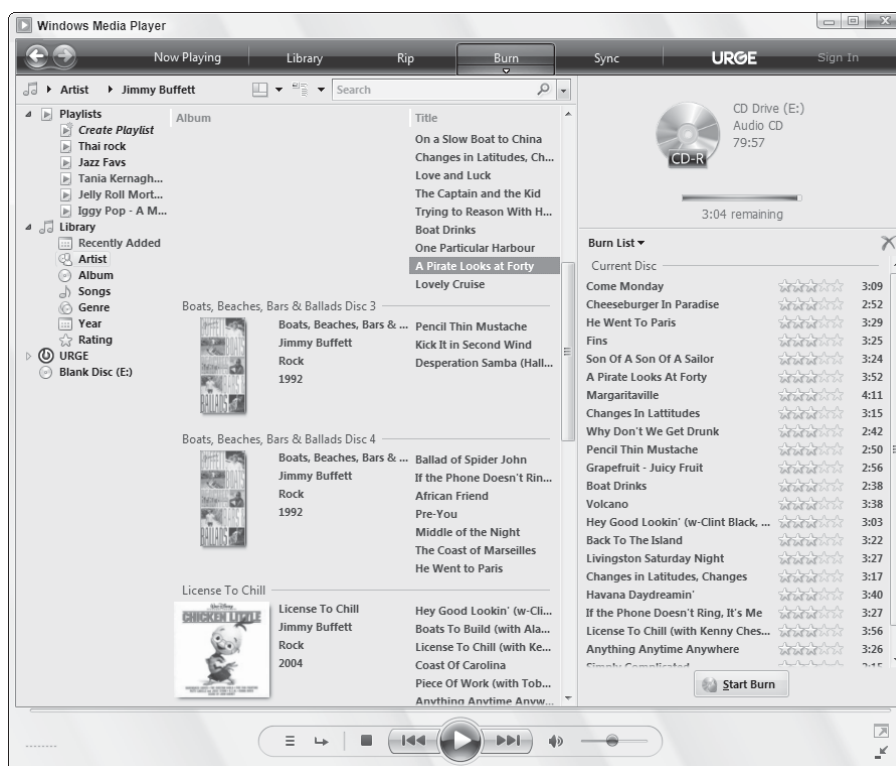 Windows Media Player
Now Playing
Library
Rip
Burn
Sync
URGE
Sign In
Artist
Jimmy Buffett
Search
Playlists
Create Playlist
Thai rock
Jazz Favs
Tania Kernagh...
Jelly Roll Mort...
Iggy Pop - A M...
Library
Recently Added
Artist
Album
Songs
Genre
Year
Rating
URGE
Blank Disc (E:)
Album
Title
On a Slow Boat to China
Changes in Latitudes, Ch...
Love and Luck
The Captain and the Kid
Trying to Reason With H...
Boat Drinks
One Particular Harbour
A Pirate Looks at Forty
Lovely Cruise
Boats, Beaches, Bars & Ballads Disc 3
Boats, Beaches, Bars & ...
Jimmy Buffett
Rock
1992
Pencil Thin Mustache
Kick It in Second Wind
Desperation Samba (Hall...
Boats, Beaches, Bars & Ballads Disc 4
Boats, Beaches, Bars & ...
Jimmy Buffett
Rock
1992
Ballad of Spider John
If the Phone Doesn't Rin...
African Friend
Pre-You
Middle of the Night
The Coast of Marseilles
He Went to Paris
License To Chill
CHICKEN LITTLE
License To Chill
Jimmy Buffett
Rock
2004
Hey Good Lookin' (w-Cli...
Boats To Build (with Ala...
License To Chill (with Ke...
Coast Of Carolina
Piece Of Work (with Tob...
Anything Anytime Anyw...
CD-R
CD Drive (E:)
Audio CD
79:57
3:04 remaining
Burn List
Current Disc
Come Monday 3:09
Cheeseburger In Paradise 2:52
He Went To Paris 3:29
Fins 3:25
Son Of A Son Of A Sailor 3:24
A Pirate Looks At Forty 3:52
Margaritaville 4:11
Changes In Lattitudes 3:15
Why Don't We Get Drunk 2:42
Pencil Thin Mustache 2:50
Grapefruit - Juicy Fruit 2:56
Boat Drinks 2:38
Volcano 3:38
Hey Good Lookin' (w-Clint Black, ... 3:03
Back To The Island 3:22
Livingston Saturday Night 3:27
Changes in Latitudes, Changes 3:17
Havana Daydreamin' 3:40
If the Phone Doesn't Ring, It's Me 3:27
License To Chill (with Kenny Ches... 3:56
Anything Anytime Anywhere 3:26
Simply Complicated 3:15
Start Burn